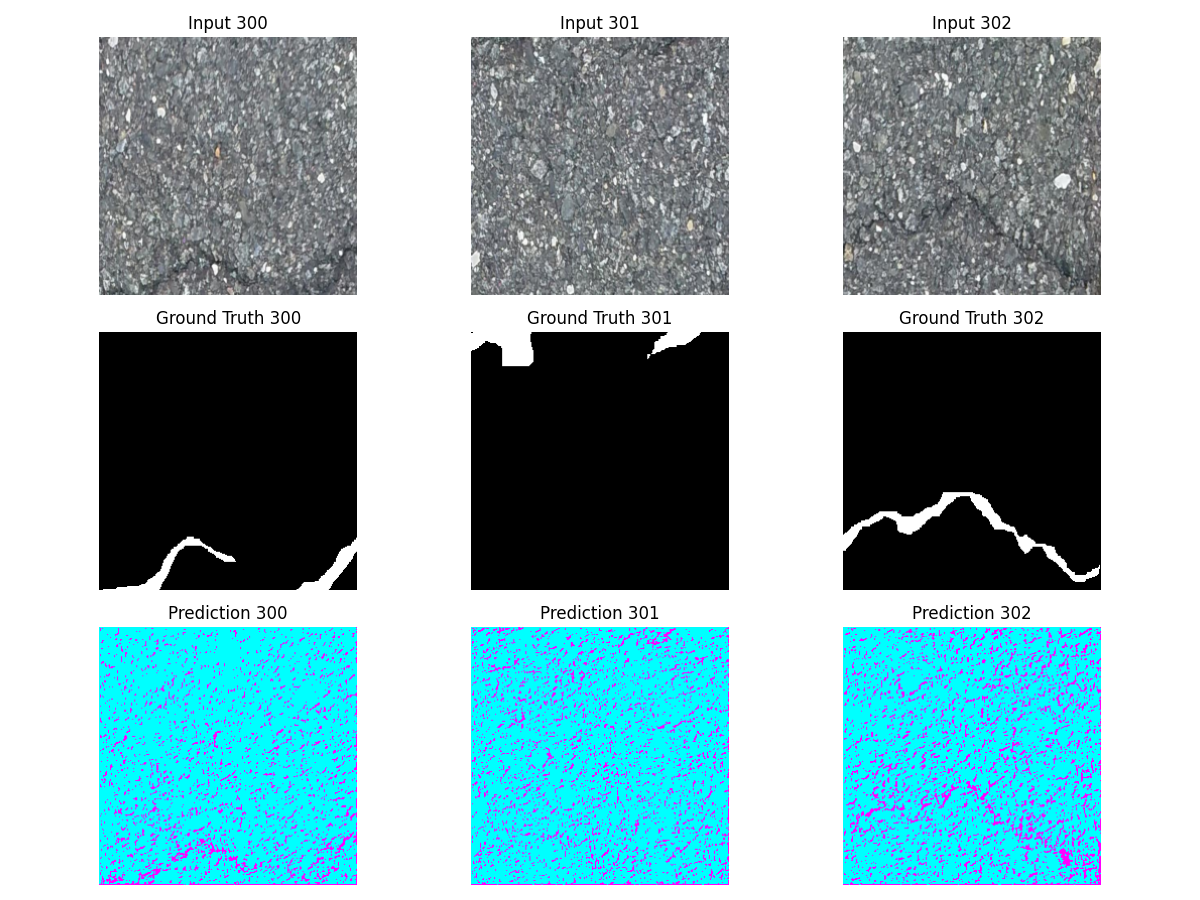 Input 300
Input 301
Input 302
Ground Truth 300
Ground Truth 301
Ground Truth 302
Prediction 300
Prediction 301
Prediction 302